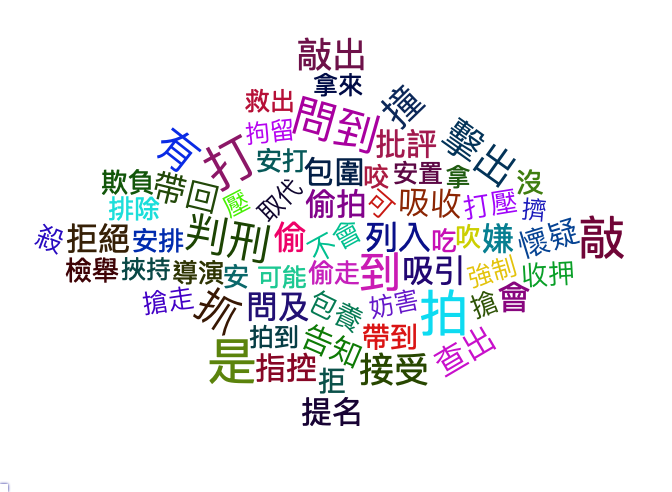 敲出
拿來
救出
撞
拘留
問到
擊出
有
打
批評
安打
包圍
咬
安置
拿
沒
欺負
帶回
壓
取代
偷拍
可
吸收
打壓
擠
排除
殺
拒絕
安排
判刑
偷
不會
列入
吃
吹
嫌
懷疑
敲
檢舉
挾持
導演
安
可能
偷走
到
吸引
強制
收押
搶走
抓
問及
包養
妨害
拍
搶
會
拍到
告知
帶到
查出
是
指控
拒
接受
提名